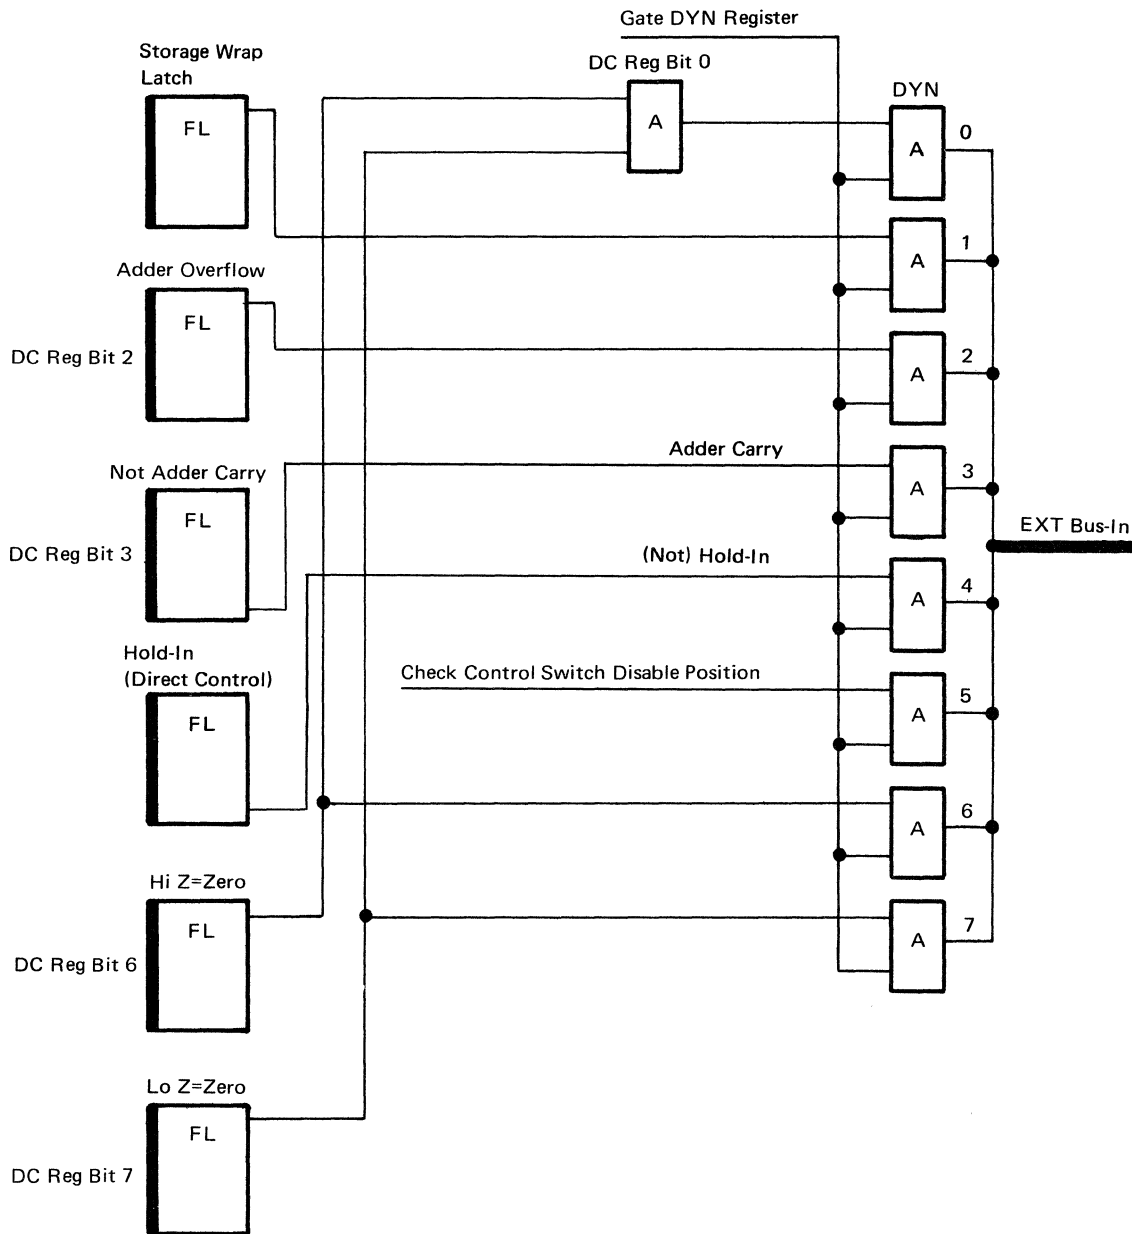 Gate DYN Register
Storage Wrap
Latch
FL
DC Reg Bit 0
A
DYN
A
0
A
1
Adder Overflow
FL
DC Reg Bit 2
A
2
Not Adder Carry
FL
DC Reg Bit 3
Adder Carry
A
3
EXT Bus-In
(Not) Hold-In
A
4
Hold-In
(Direct Control)
FL
Check Control Switch Disable Position
A
5
A
6
Hi Z=Zero
FL
DC Reg Bit 6
A
7
Lo Z=Zero
FL
DC Reg Bit 7